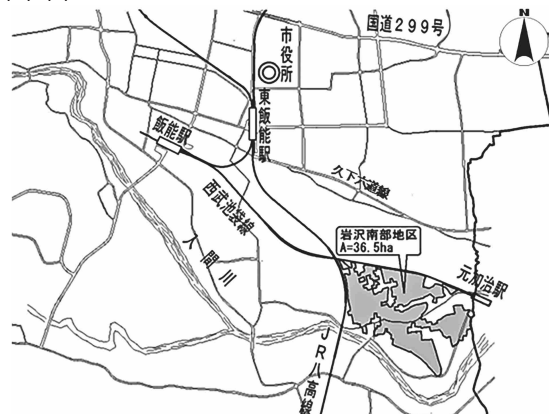 国道299号
N
市役所
東飯能駅
飯能駅
久下六道線
西武池袋線
入間川
岩沢南部地区
A=36.5ha
元加治駅
JR八高線